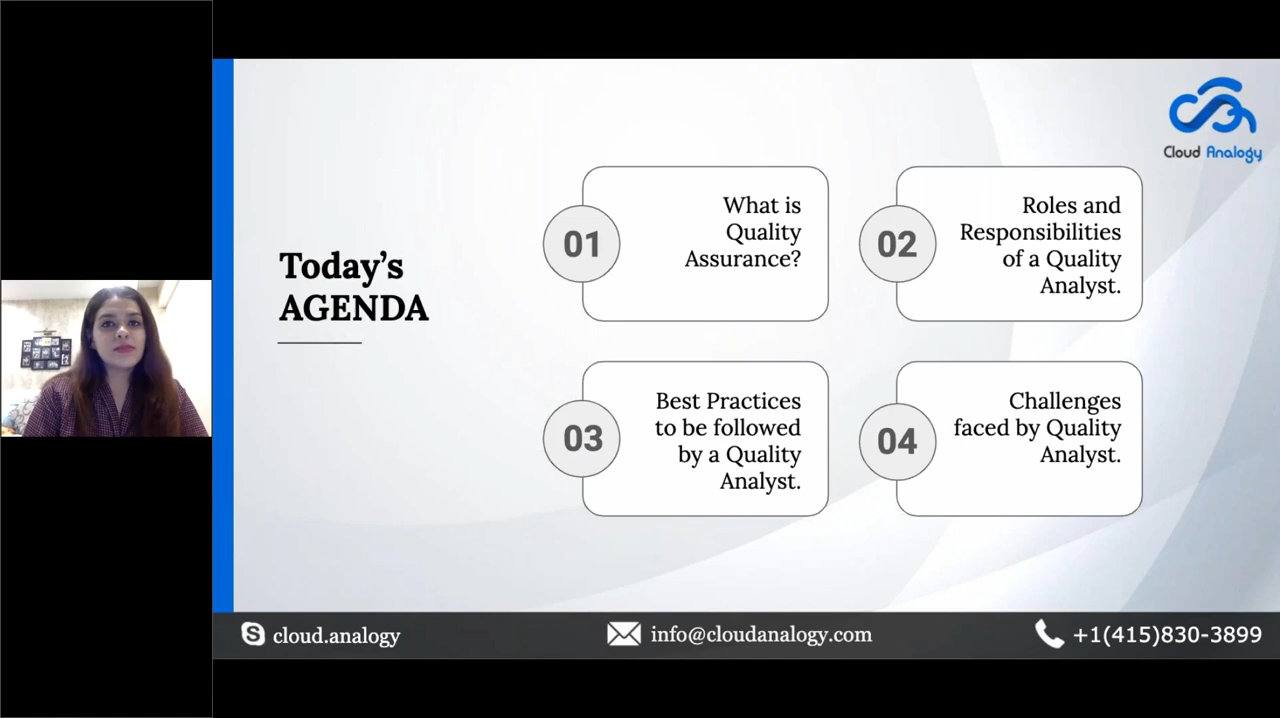 Cloud Analogy
Today's
AGENDA
01
What is
Quality
Assurance?
02
Roles and
Responsibilities
of a Quality
Analyst.
03
Best Practices
to be followed
by a Quality
Analyst.
04
Challenges
faced by Quality
Analyst.
cloud.analogy
info@cloudanalogy.com
+1(415)830-3899